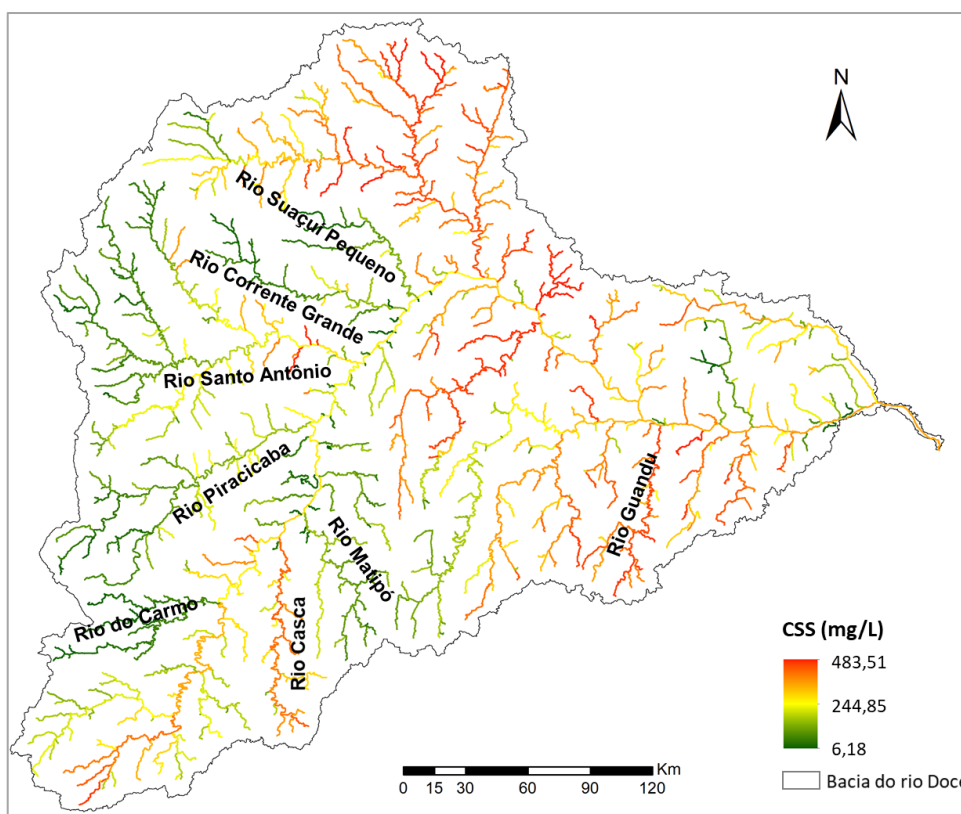 N
Rio Suaçuí Pequeno
Rio Corrente Grande
Rio Santo Antônio
Rio Piracicaba
Rio Guandu
Rio Matipó
Rio do Carmo
Rio Casca
CSS (mg/L)
483,51
244,85
6,18
Bacia do rio Doce
Km
0 15 30 60 90 120